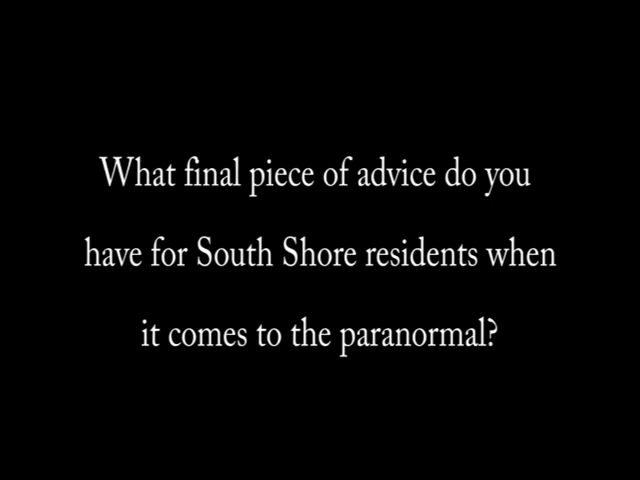 What final piece of advice do you
have for South Shore residents when
it comes to the paranormal?